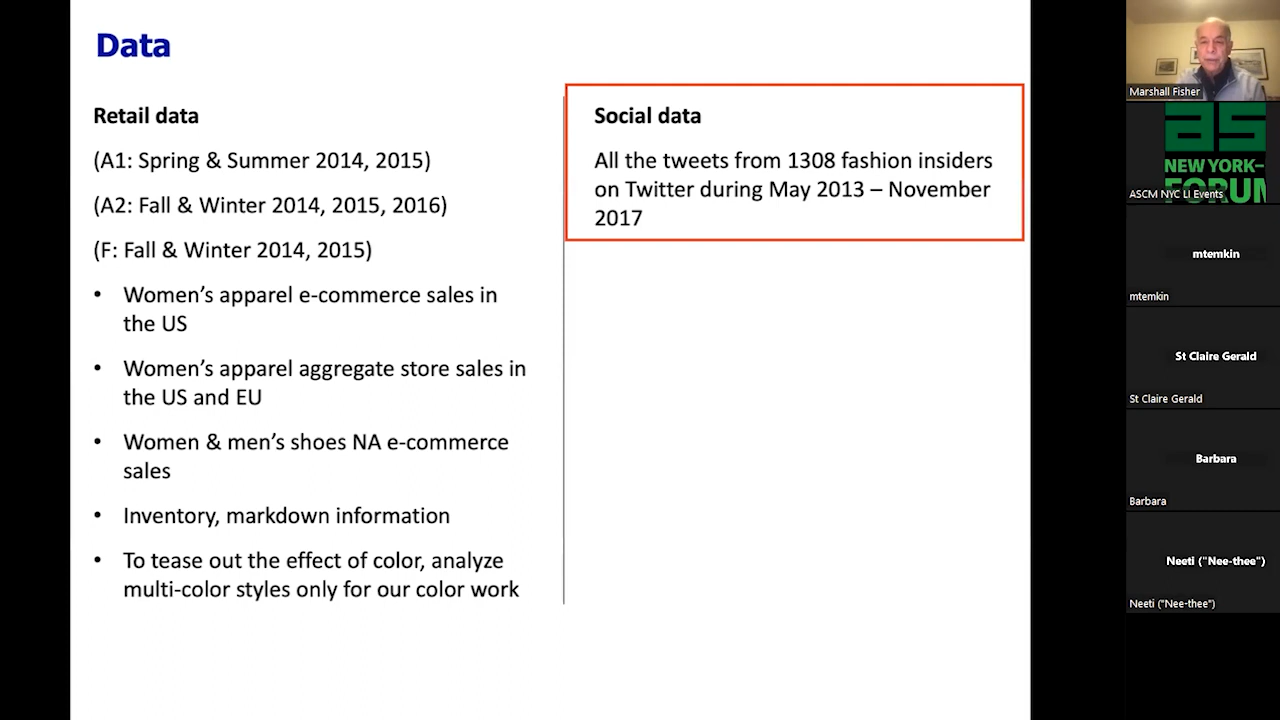 Data
Retail data
(A1: Spring & Summer 2014, 2015)
(A2: Fall & Winter 2014, 2015, 2016)
(F: Fall & Winter 2014, 2015)
• Women’s apparel e-commerce sales in
the US
• Women’s apparel aggregate store sales in
the US and EU
• Women & men’s shoes NA e-commerce
sales
• Inventory, markdown information
• To tease out the effect of color, analyze
multi-color styles only for our color work
Social data
All the tweets from 1308 fashion insiders
on Twitter during May 2013 – November
2017
Marshall Fisher
as
NEW YORK–
FORUM
ASCM NYC LI Events
mtemkin
mtemkin
St Claire Gerald
St Claire Gerald
Barbara
Barbara
Neeti ("Nee-thee")
Neeti ("Nee-thee")